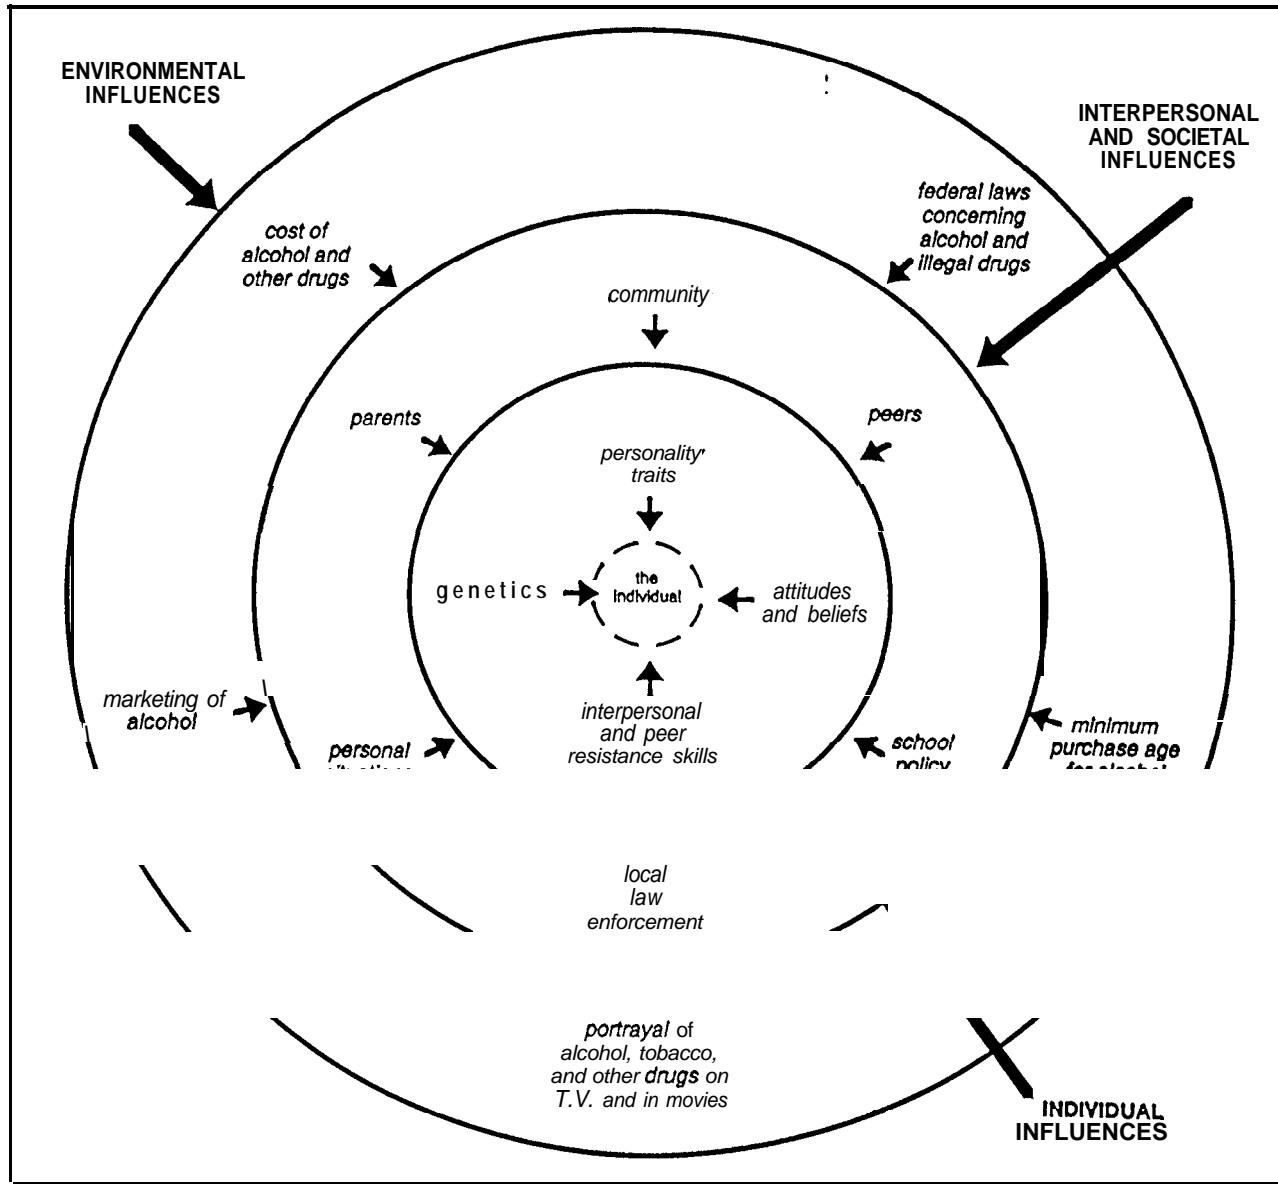 ENVIRONMENTAL
INFLUENCES
INTERPERSONAL
AND SOCIETAL
INFLUENCES
federal laws
concerning
alcohol and
illegal drugs
cost of
alcohol and
other drugs
community
parents
peers
personality
traits
genetics
the
individual
attitudes
and beliefs
marketing of
alcohol
interpersonal
and peer
resistance skills
personal
school
policy
minimum
purchase age
for alcohol
local
law
enforcement
portrayal of
alcohol, tobacco,
and other drugs on
T.V. and in movies
INDIVIDUAL
INFLUENCES